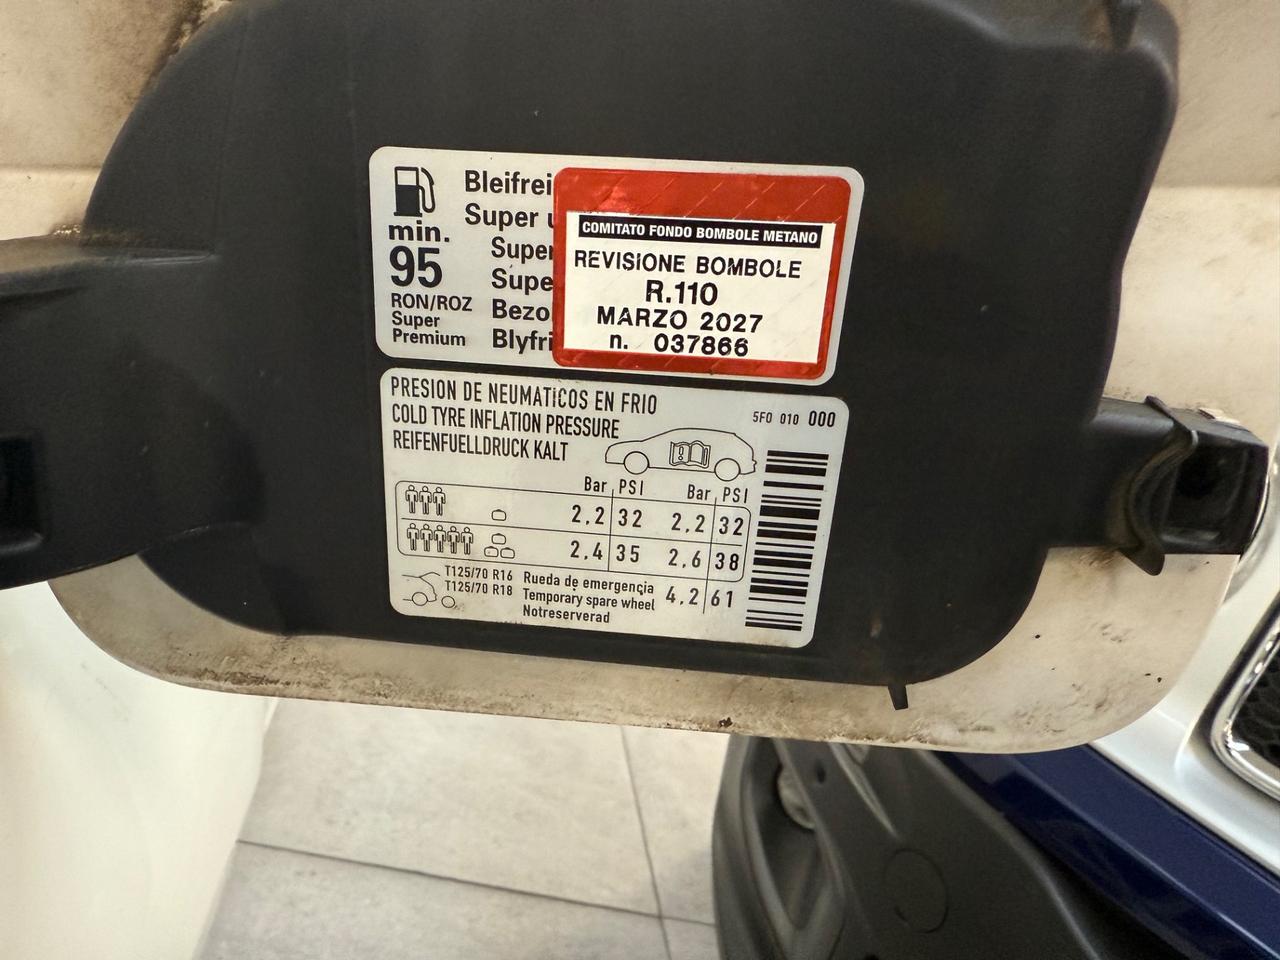 min.
95
RON/ROZ
Super
Premium
Bleifrei
Super u
Super
Supe
Bezo
Blyfri
COMITATO FONDO BOMBOLE METANO
REVISIONE BOMBOLE
R.110
MARZO 2027
n. 037866
PRESION DE NEUMATICOS EN FRIO
COLD TYRE INFLATION PRESSURE
REIFENFUELLDRUCK KALT
5F0 010 000
Bar PSI Bar PSI
2,2 32 2,2 32
2,4 35 2,6 38
T125/70 R16
T125/70 R18
Rueda de emergencia
Temporary spare wheel
Notreserverad
4,2 61